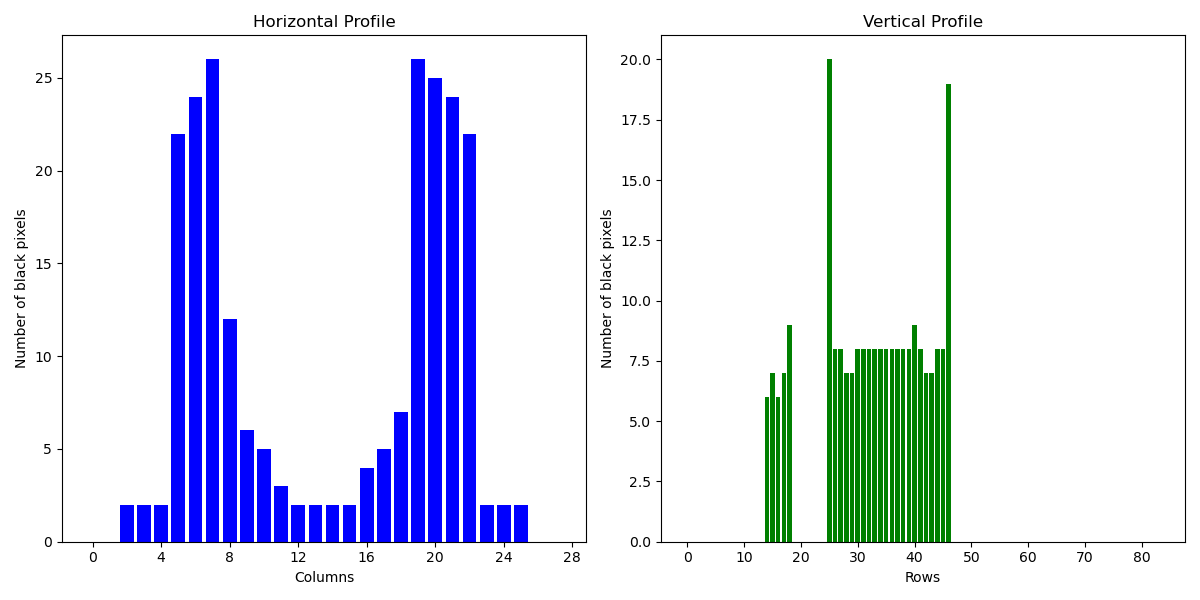 Horizontal Profile
Number of black pixels
25
20
15
10
5
0
0 4 8 12 16 20 24 28
Columns
Vertical Profile
Number of black pixels
20.0
17.5
15.0
12.5
10.0
7.5
5.0
2.5
0.0
0 10 20 30 40 50 60 70 80
Rows